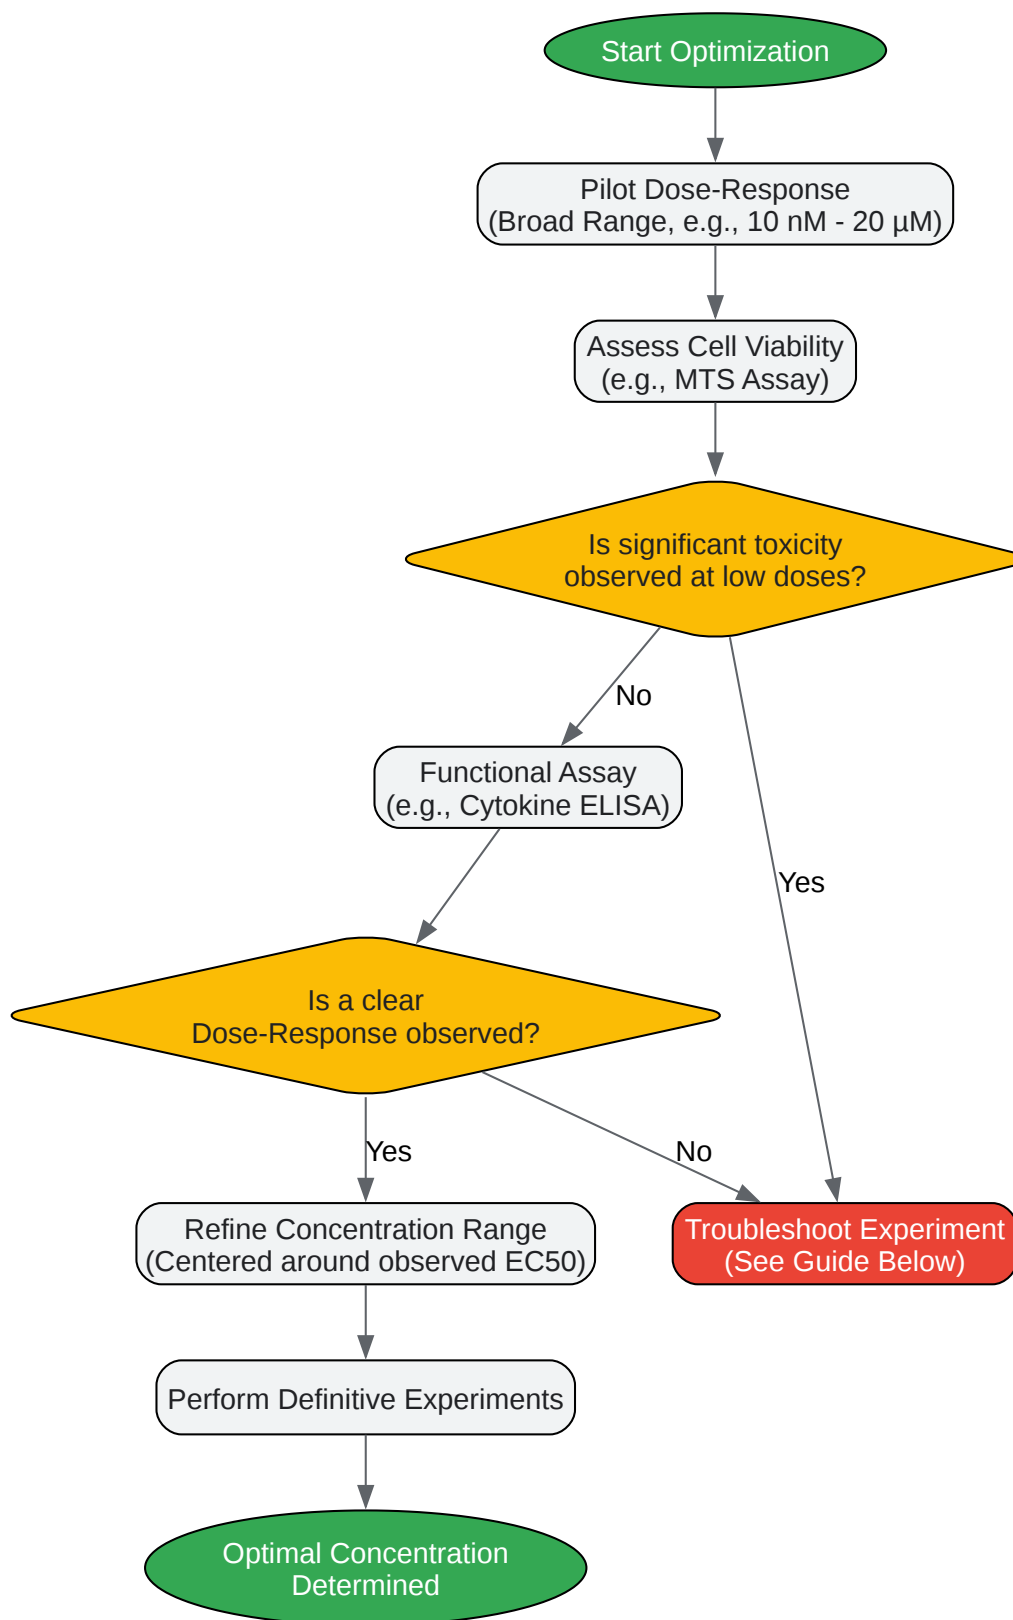 Start Optimization
Pilot Dose-Response
(Broad Range, e.g., 10 nM - 20 µM)
Assess Cell Viability
(e.g., MTS Assay)
Is significant toxicity
observed at low doses?
No
Functional Assay
(e.g., Cytokine ELISA)
Yes
Is a clear
Dose-Response observed?
Yes
No
Refine Concentration Range
(Centered around observed EC50)
Troubleshoot Experiment
(See Guide Below)
Perform Definitive Experiments
Optimal Concentration
Determined